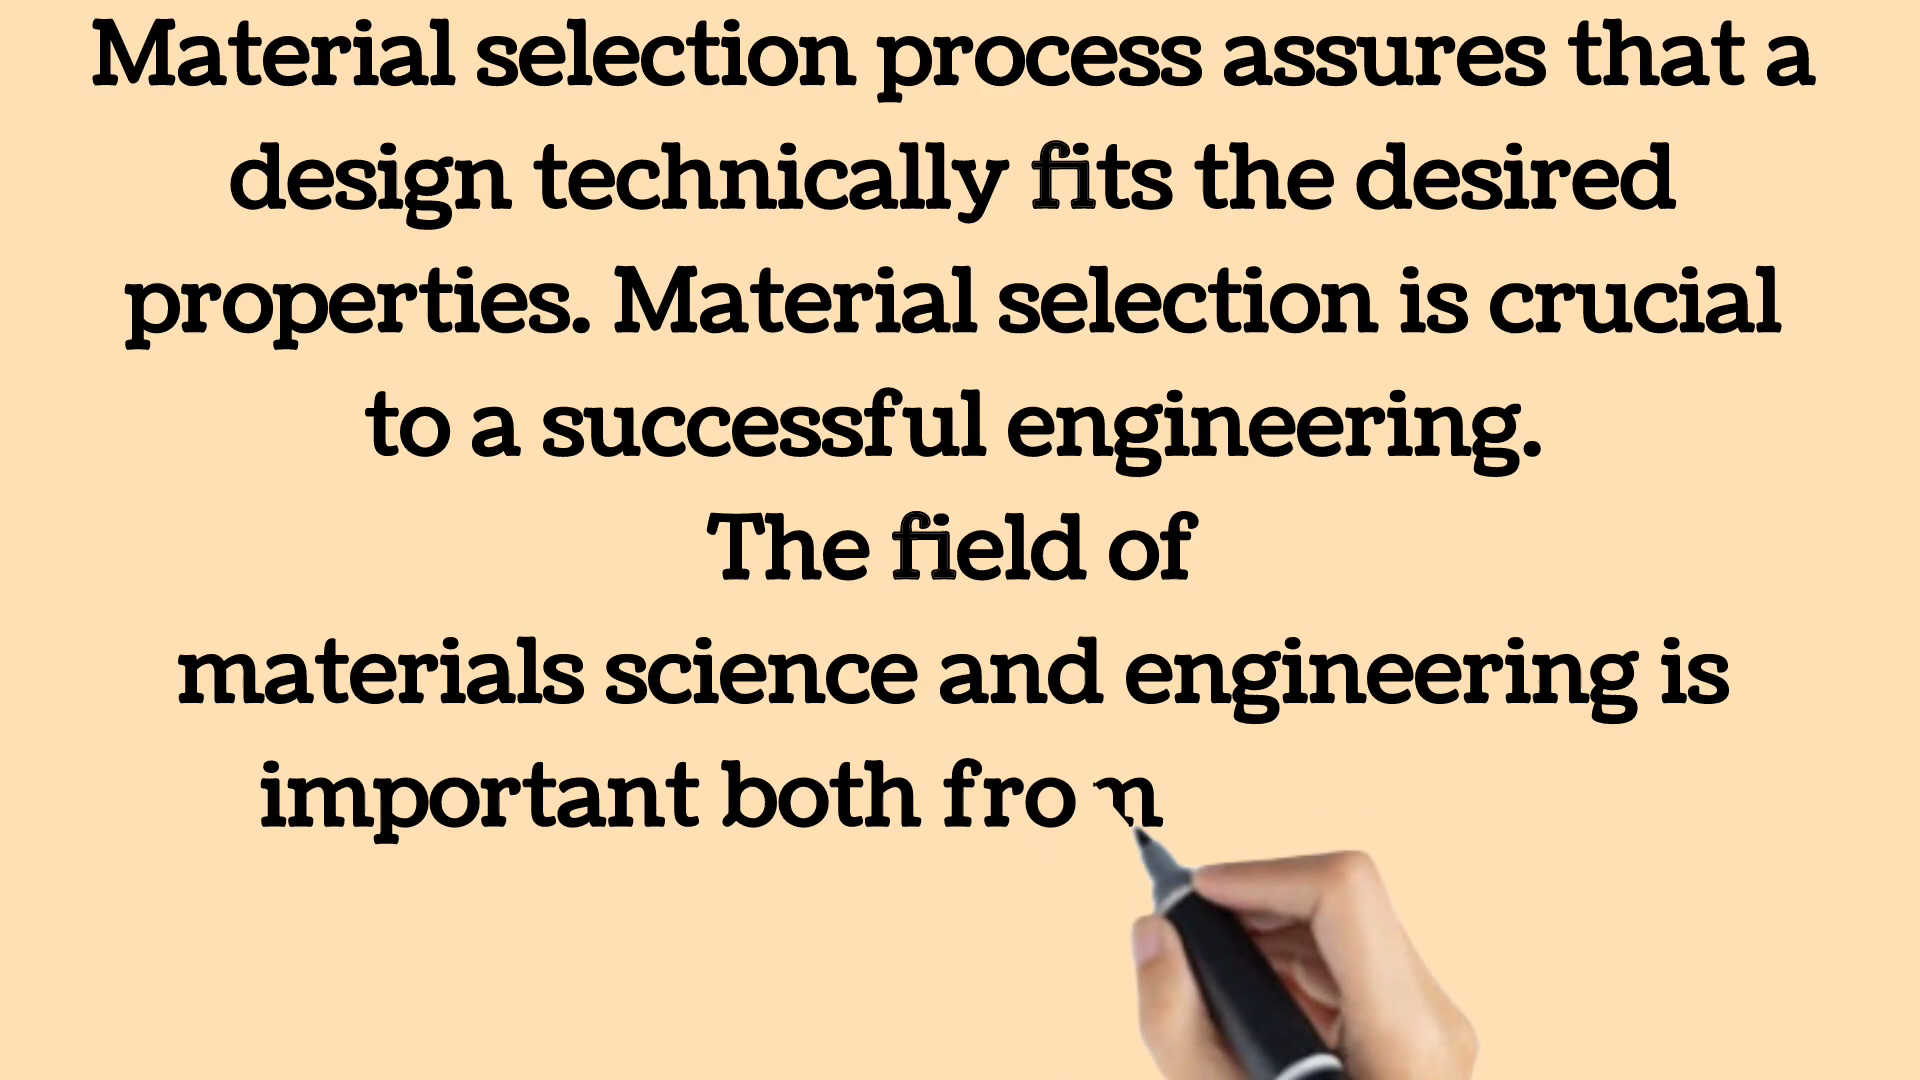 Material selection process assures that a
design technically fits the desired
properties. Material selection is crucial
to a successful engineering.
The field of
materials science and engineering is
important both from